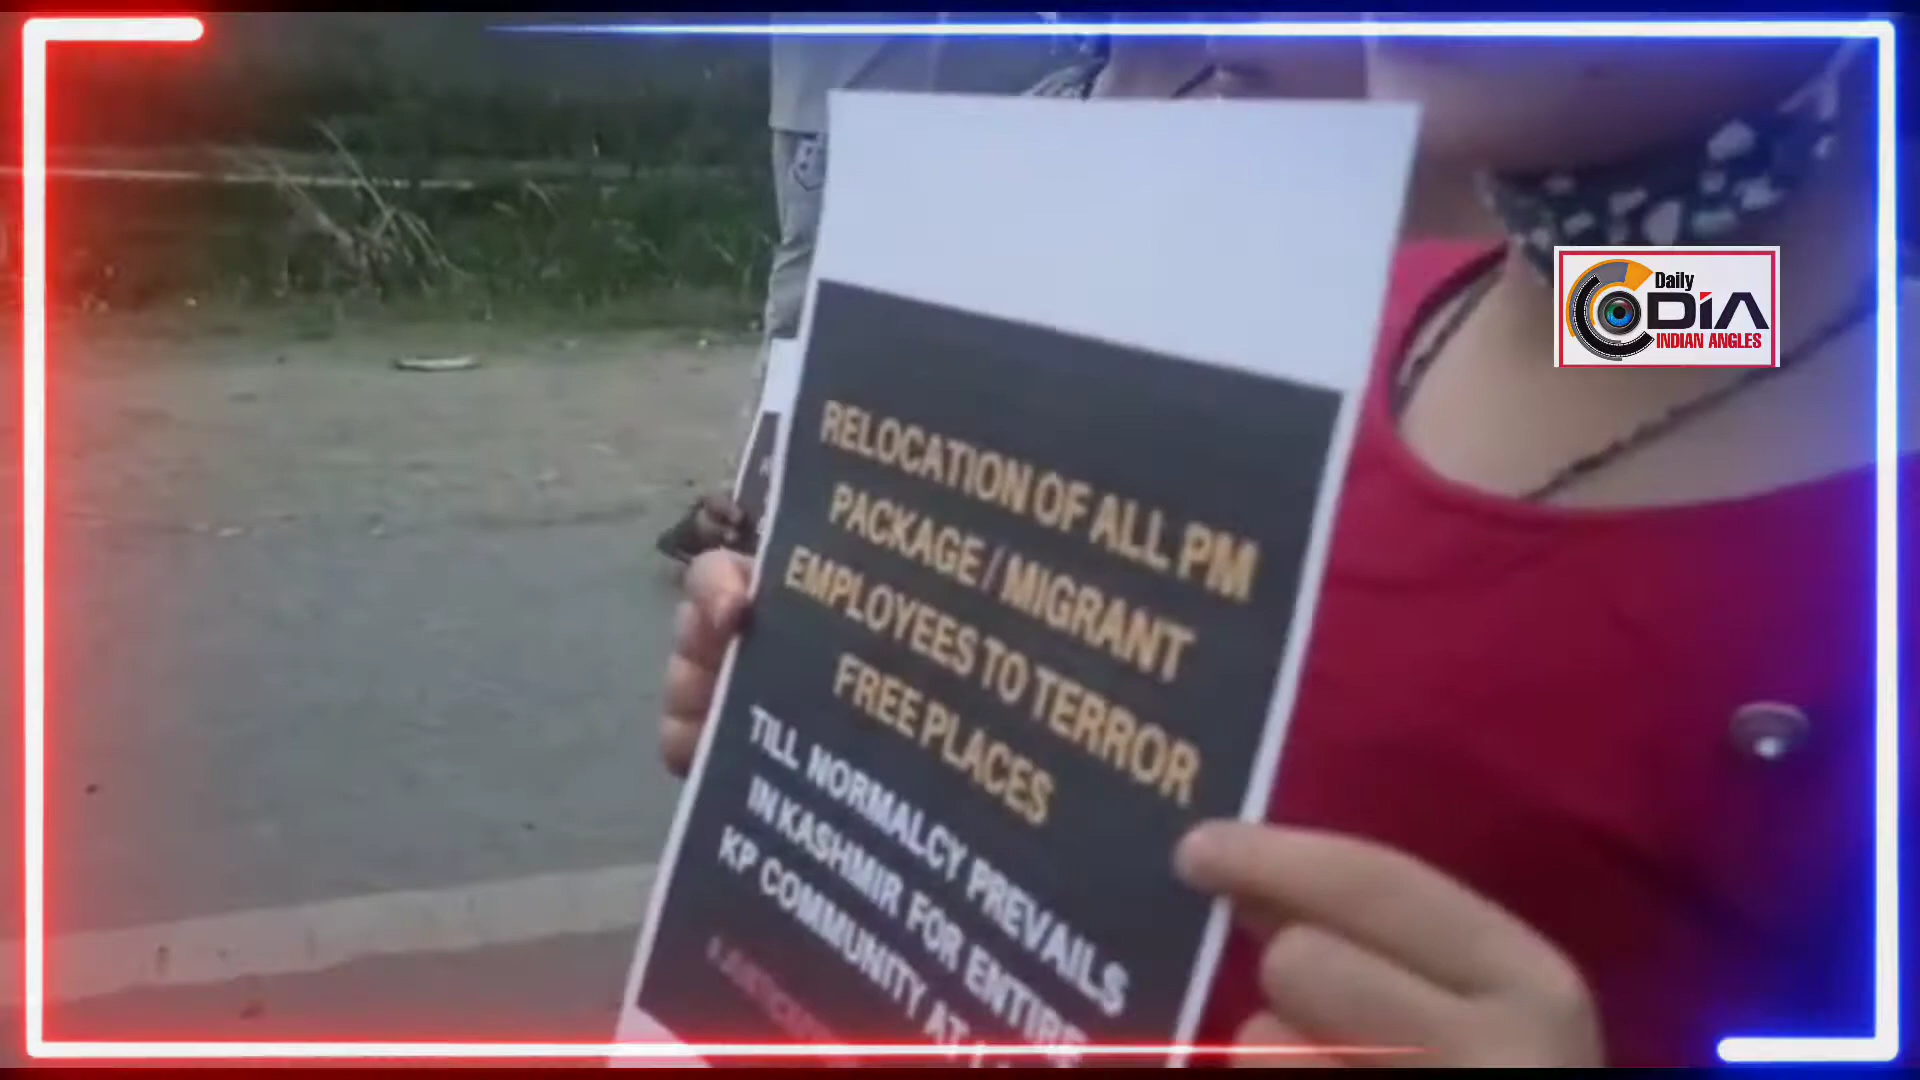 RELOCATION OF ALL PM
PACKAGE / MIGRANT
EMPLOYEES TO TERROR
FREE PLACES
TILL NORMALCY PREVAILS
IN KASHMIR FOR ENTIRE
KP COMMUNITY AT
Daily
DIA
INDIAN ANGLES